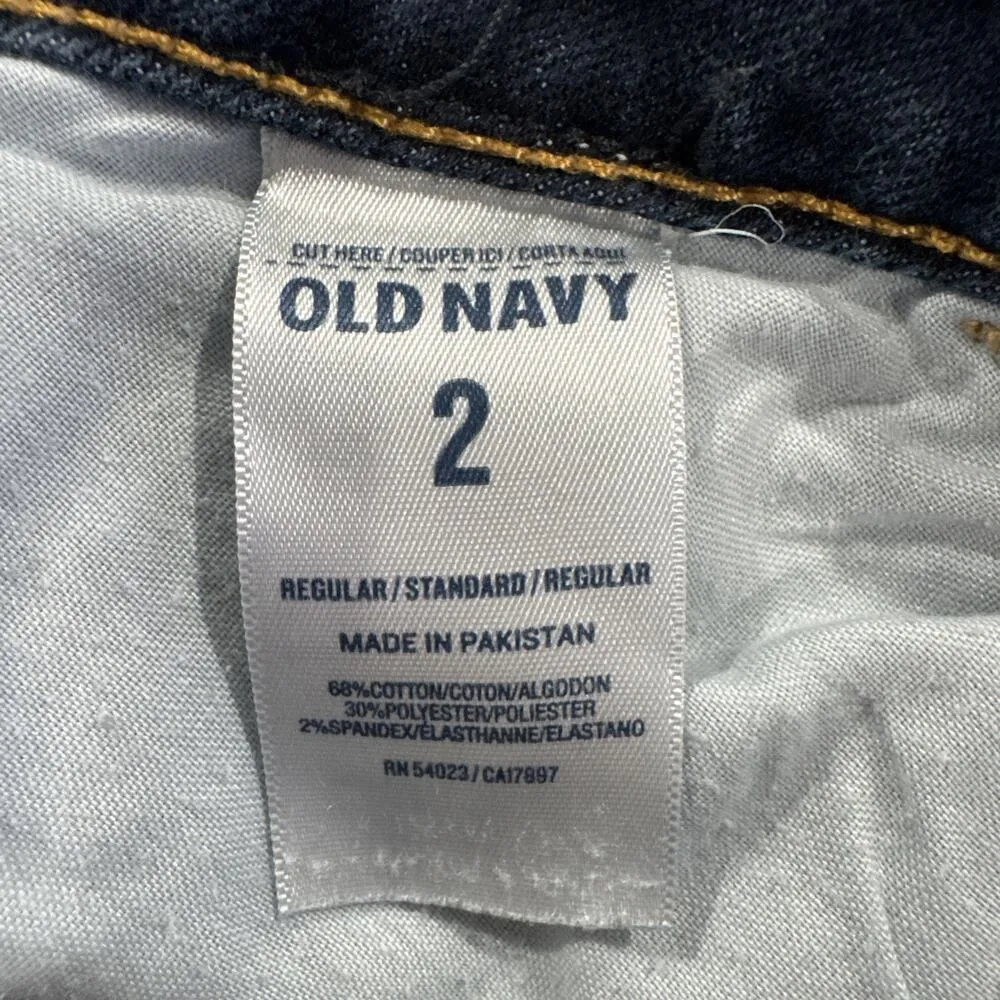 CUT HERE / COUPER ICI / CORTA AQUI
OLD NAVY
2
REGULAR / STANDARD / REGULAR
MADE IN PAKISTAN
68%COTTON/COTON/ALGODON
30%POLYESTER/POLIESTER
2%SPANDEX/ÉLASTHANNE/ELASTANO
RN 54023 / CA17897